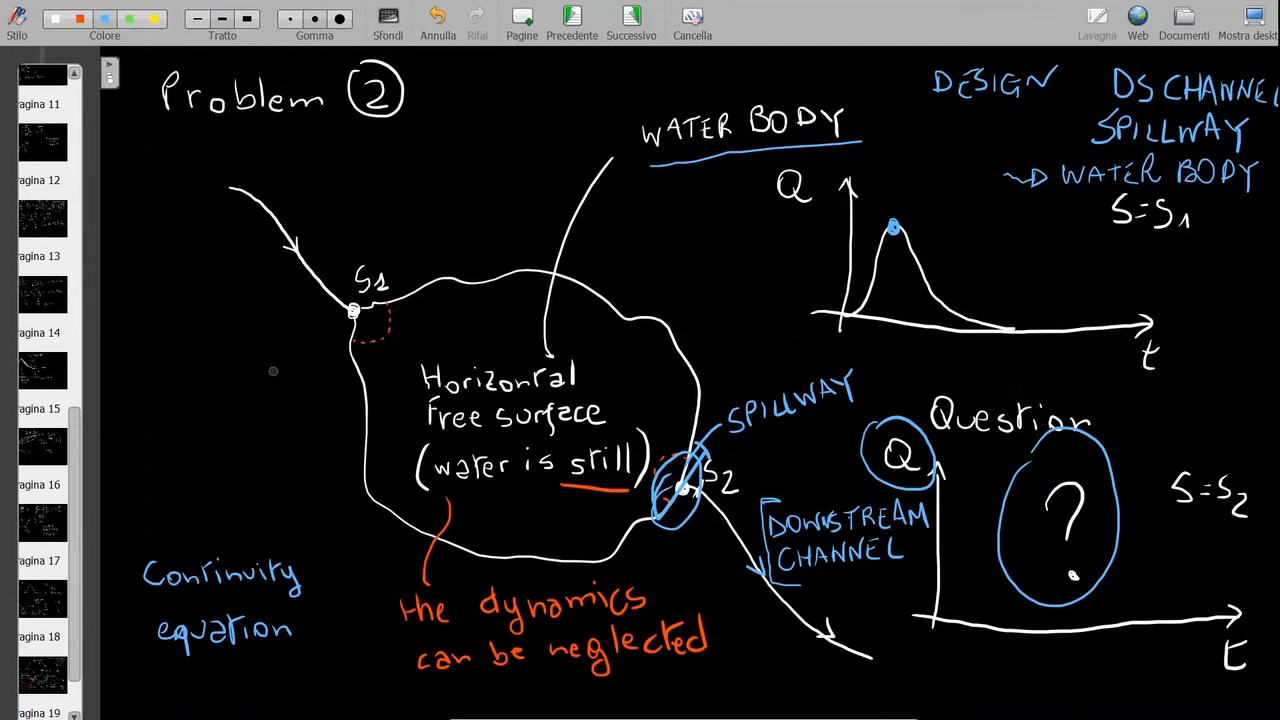 Stilo
Colore
Tratto
Gomma
Sfondi
Annulla
Rifai
Pagine
Precedente
Successivo
Cancella
Lavagna
Web
Documenti
Mostra deskt
agina 11
agina 12
agina 13
agina 14
agina 15
agina 16
agina 17
agina 18
agina 19
Problem 2
WATER BODY
DESIGN
DS CHANNEL
SPILLWAY
WATER BODY
S=S1
Q
t
S1
Horizontal
free surface
(water is still)
SPILLWAY
S2
DOWNSTREAM
CHANNEL
Question
Q
?
S=S2
t
Continuity
equation
the dynamics
can be neglected